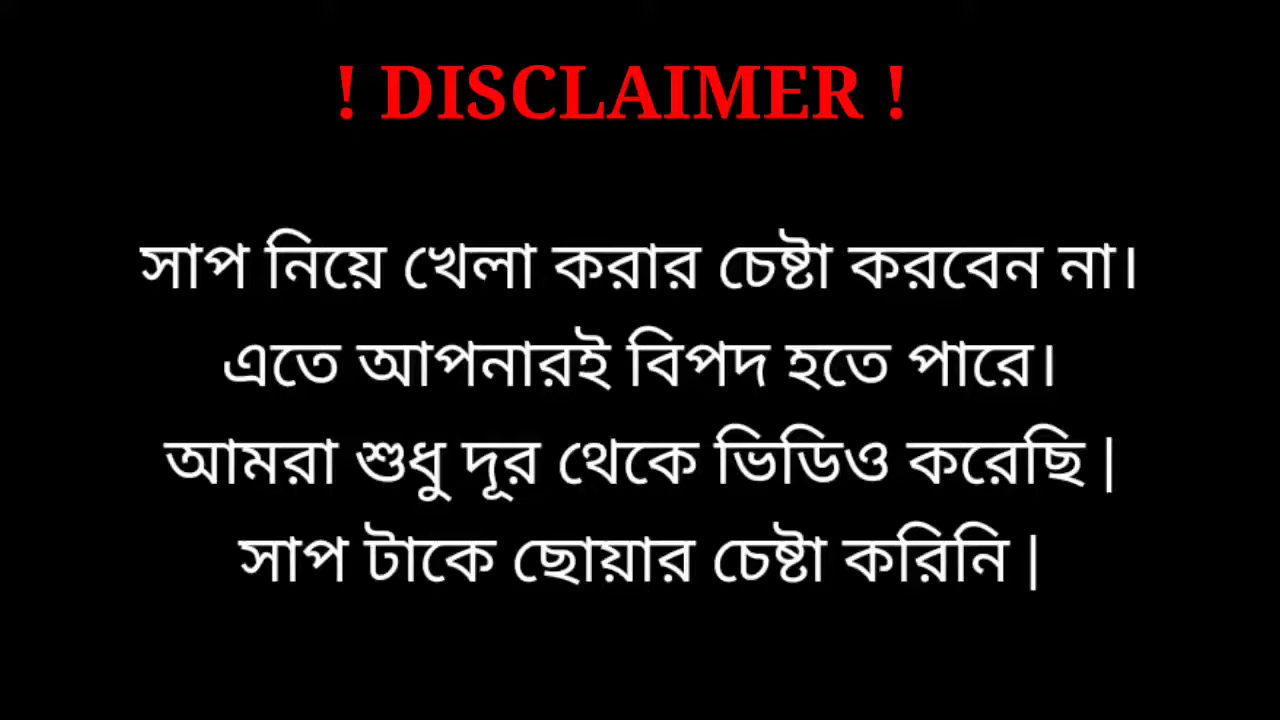 ! DISCLAIMER !
সাপ নিয়ে খেলা করার চেষ্টা করবেন না।
এতে আপনারই বিপদ হতে পারে।
আমরা শুধু দূর থেকে ভিডিও করেছি |
সাপ টাকে ছোয়ার চেষ্টা করিনি |